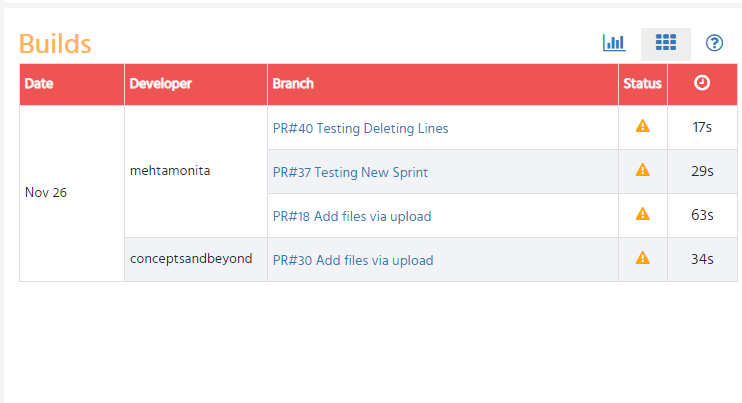 Builds
Date Developer Branch Status
Nov 26 mehtamonita PR#40 Testing Deleting Lines 17s
PR#37 Testing New Sprint 29s
PR#18 Add files via upload 63s
conceptsandbeyond PR#30 Add files via upload 34s